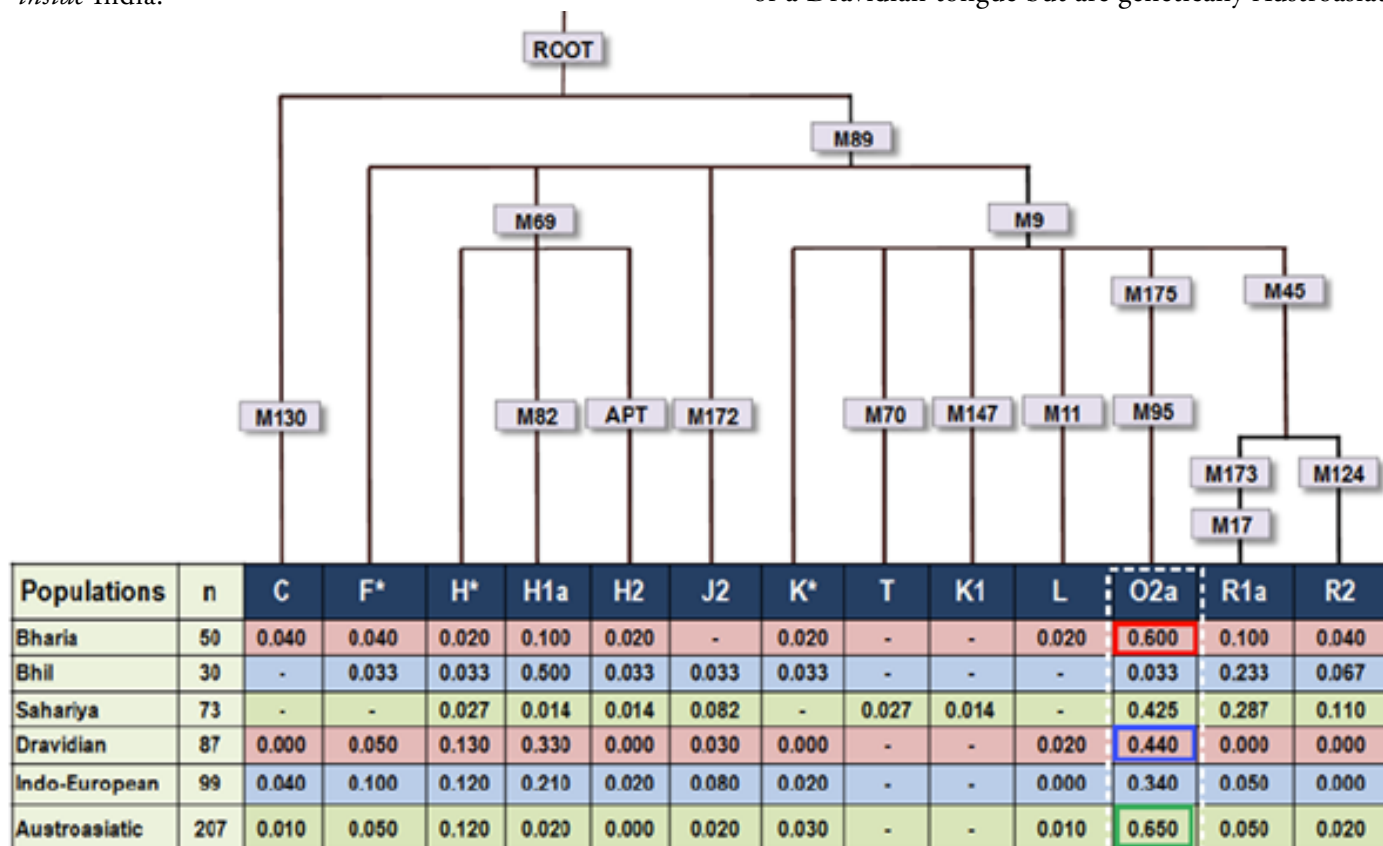 inside India.
of a Dravidian tongue but are genetically Austroasia
ROOT
M89
M69 M9
M175 M45
M130 M82 APT M172 M70 M147 M11 M95
M173 M124
M17
Populations n C F* H* H1a H2 J2 K* T K1 L O2a R1a R2
Bharia 50 0.040 0.040 0.020 0.100 0.020 - 0.020 - - 0.020 0.600 0.100 0.040
Bhil 30 - 0.033 0.033 0.500 0.033 0.033 0.033 - - - 0.033 0.233 0.067
Sahariya 73 - - 0.027 0.014 0.014 0.082 - 0.027 0.014 - 0.425 0.287 0.110
Dravidian 87 0.000 0.050 0.130 0.330 0.000 0.030 0.000 - - 0.020 0.440 0.000 0.000
Indo-European 99 0.040 0.100 0.120 0.210 0.020 0.080 0.020 - - 0.000 0.340 0.050 0.000
Austroasiatic 207 0.010 0.050 0.120 0.020 0.000 0.020 0.030 - - 0.010 0.650 0.050 0.020